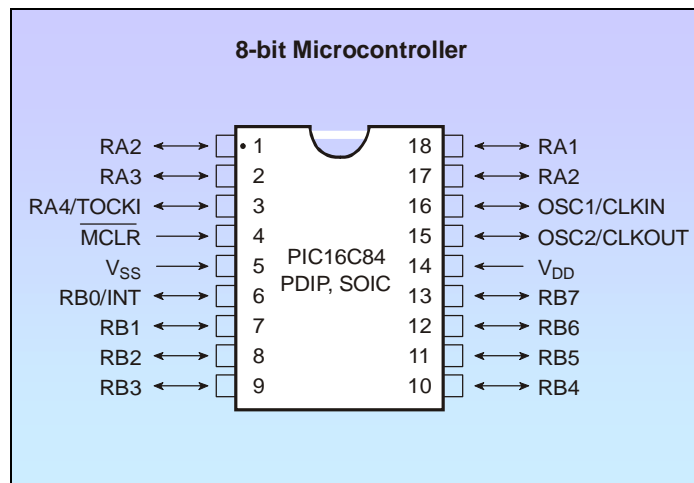 8-bit Microcontroller
RA2 1 18 RA1
RA3 2 17 RA2
RA4/TOCKI 3 16 OSC1/CLKIN
MCLR 4 15 OSC2/CLKOUT
VSS 5 14 VDD
PIC16C84
PDIP, SOIC
RB0/INT 6 13 RB7
RB1 7 12 RB6
RB2 8 11 RB5
RB3 9 10 RB4